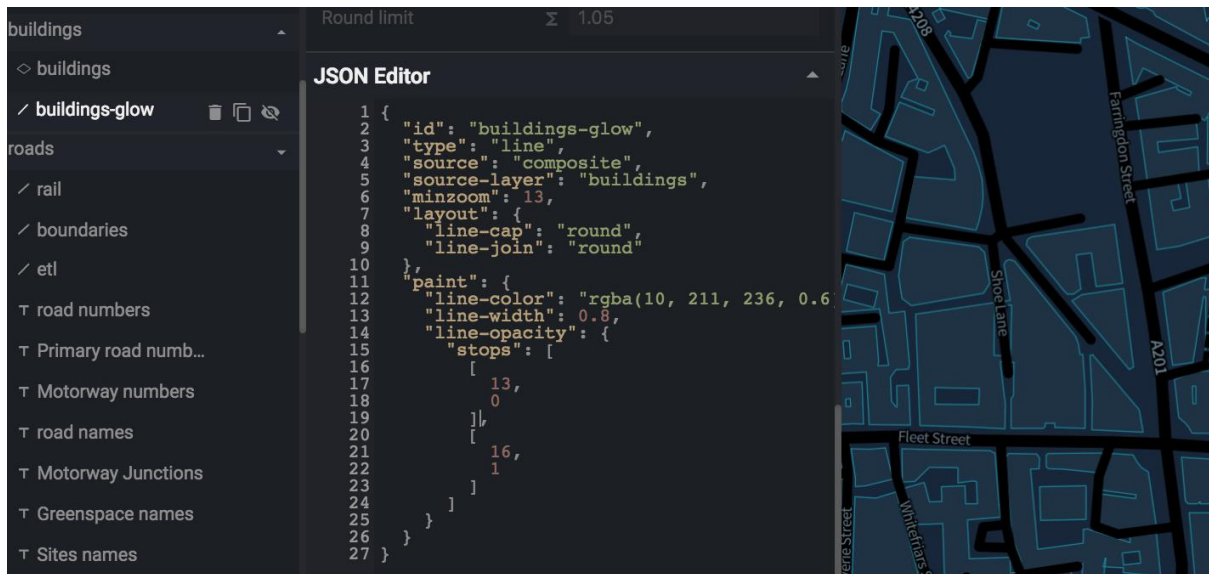 buildings
buildings
buildings-glow
roads
rail
boundaries
etl
road numbers
Primary road numb...
Motorway numbers
road names
Motorway Junctions
Greenspace names
Sites names
Round limit Σ 1.05
JSON Editor
1 {
2 "id": "buildings-glow",
3 "type": "line",
4 "source": "composite",
5 "source-layer": "buildings",
6 "minzoom": 13,
7 "layout": {
8 "line-cap": "round",
9 "line-join": "round"
10 },
11 "paint": {
12 "line-color": "rgba(10, 211, 236, 0.6
13 "line-width": 0.8,
14 "line-opacity": {
15 "stops": [
16 [
17 13,
18 0
19 ],
20 [
21 16,
22 1
23 ]
24 ]
25 }
26 }
27 }
A208
Farringdon Street
Shoe Lane
A201
Fleet Street
Whitefriars S